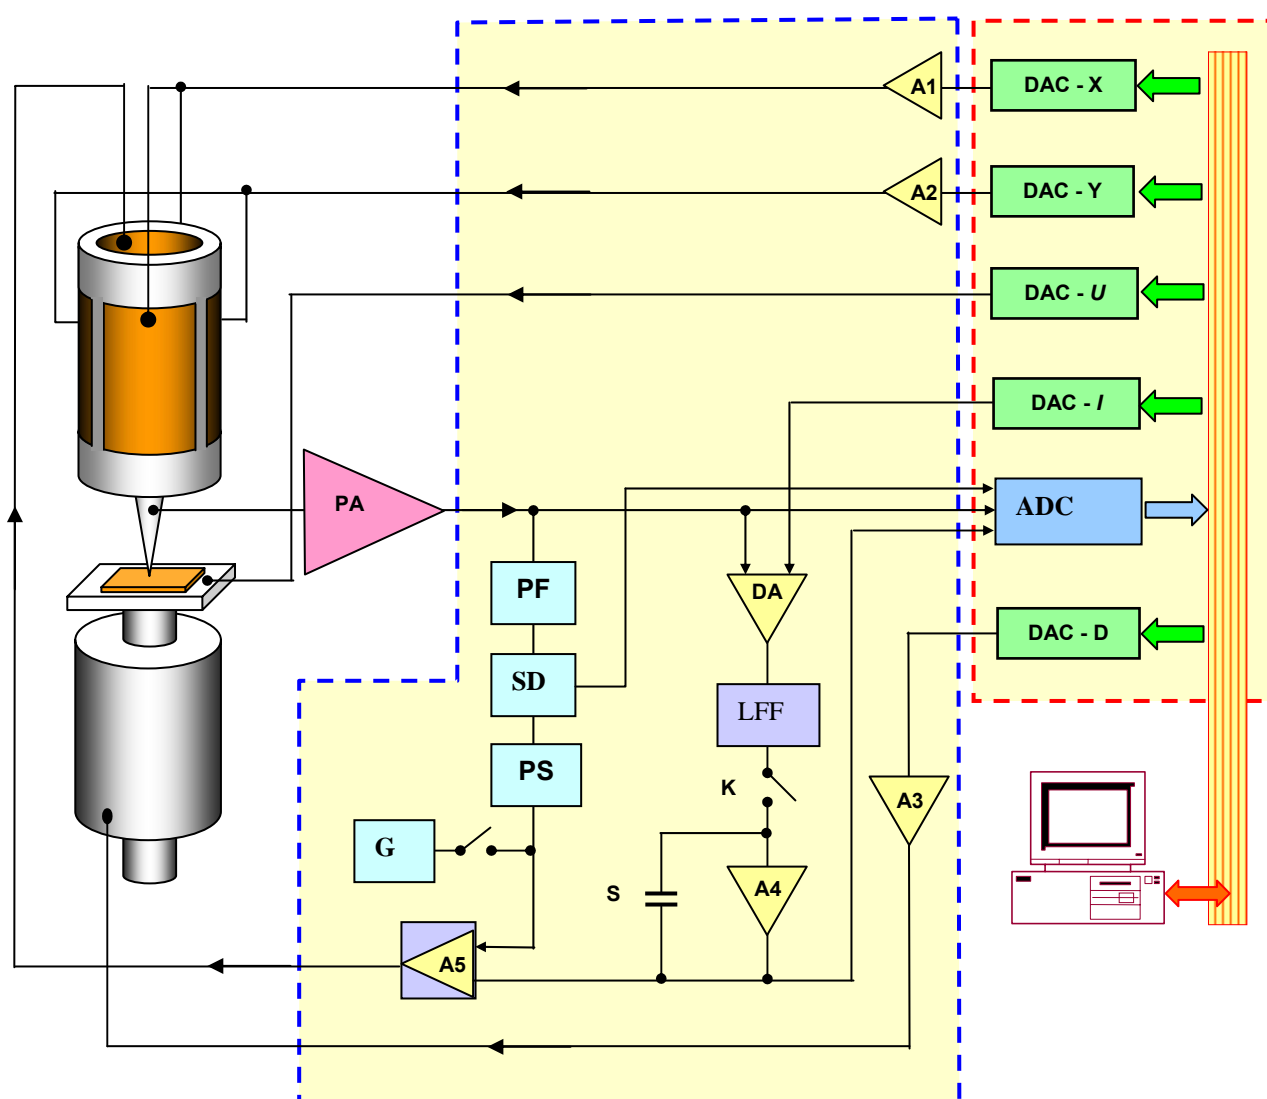 A1
DAC - X
A2
DAC - Y
DAC - U
DAC - I
PA
ADC
PF
DA
DAC - D
SD
LFF
PS
K
A3
G
S
A4
A5